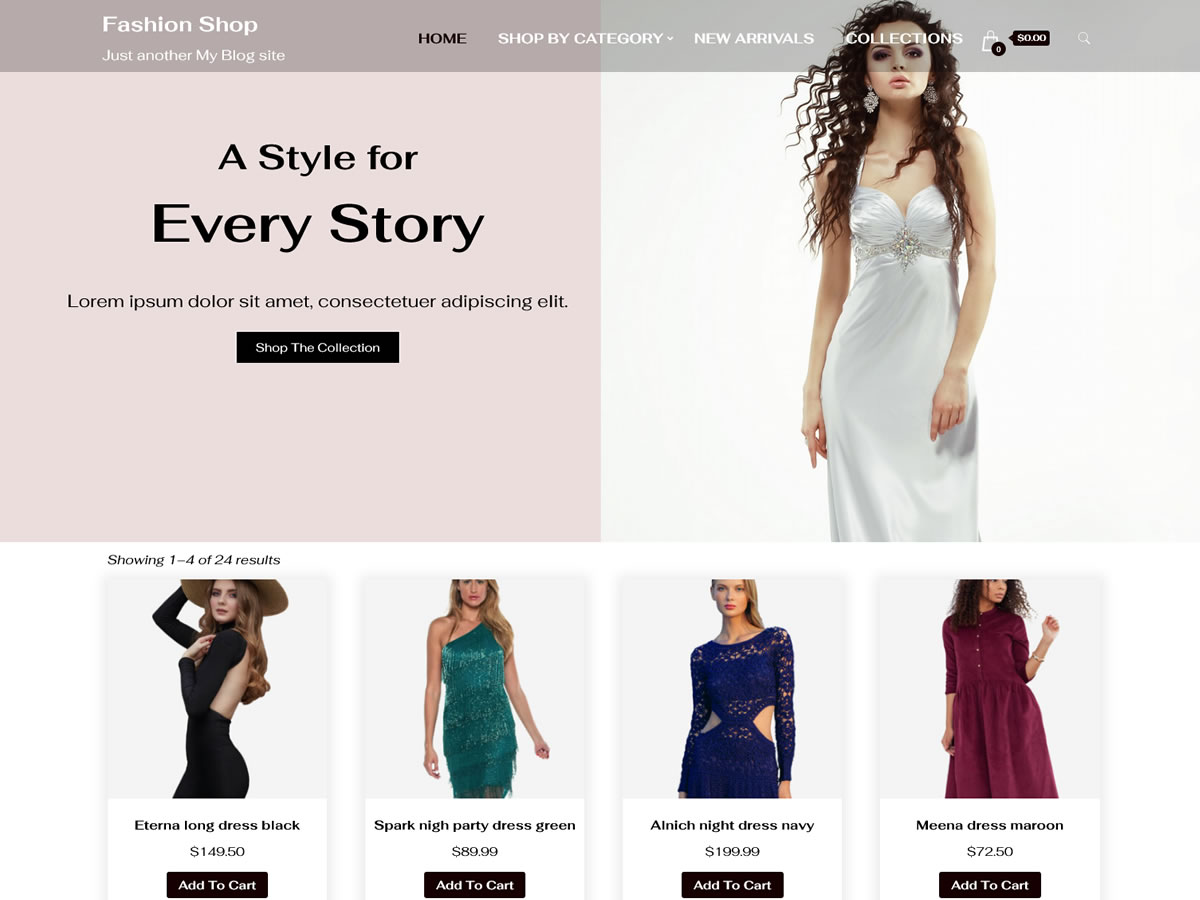 Fashion Shop
Just another My Blog site
HOME
SHOP BY CATEGORY
NEW ARRIVALS
COLLECTIONS
0
$0.00
A Style for
Every Story
Lorem ipsum dolor sit amet, consectetuer adipiscing elit.
Shop The Collection
Showing 1–4 of 24 results
Eterna long dress black
$149.50
Add To Cart
Spark nigh party dress green
$89.99
Add To Cart
Alnich night dress navy
$199.99
Add To Cart
Meena dress maroon
$72.50
Add To Cart